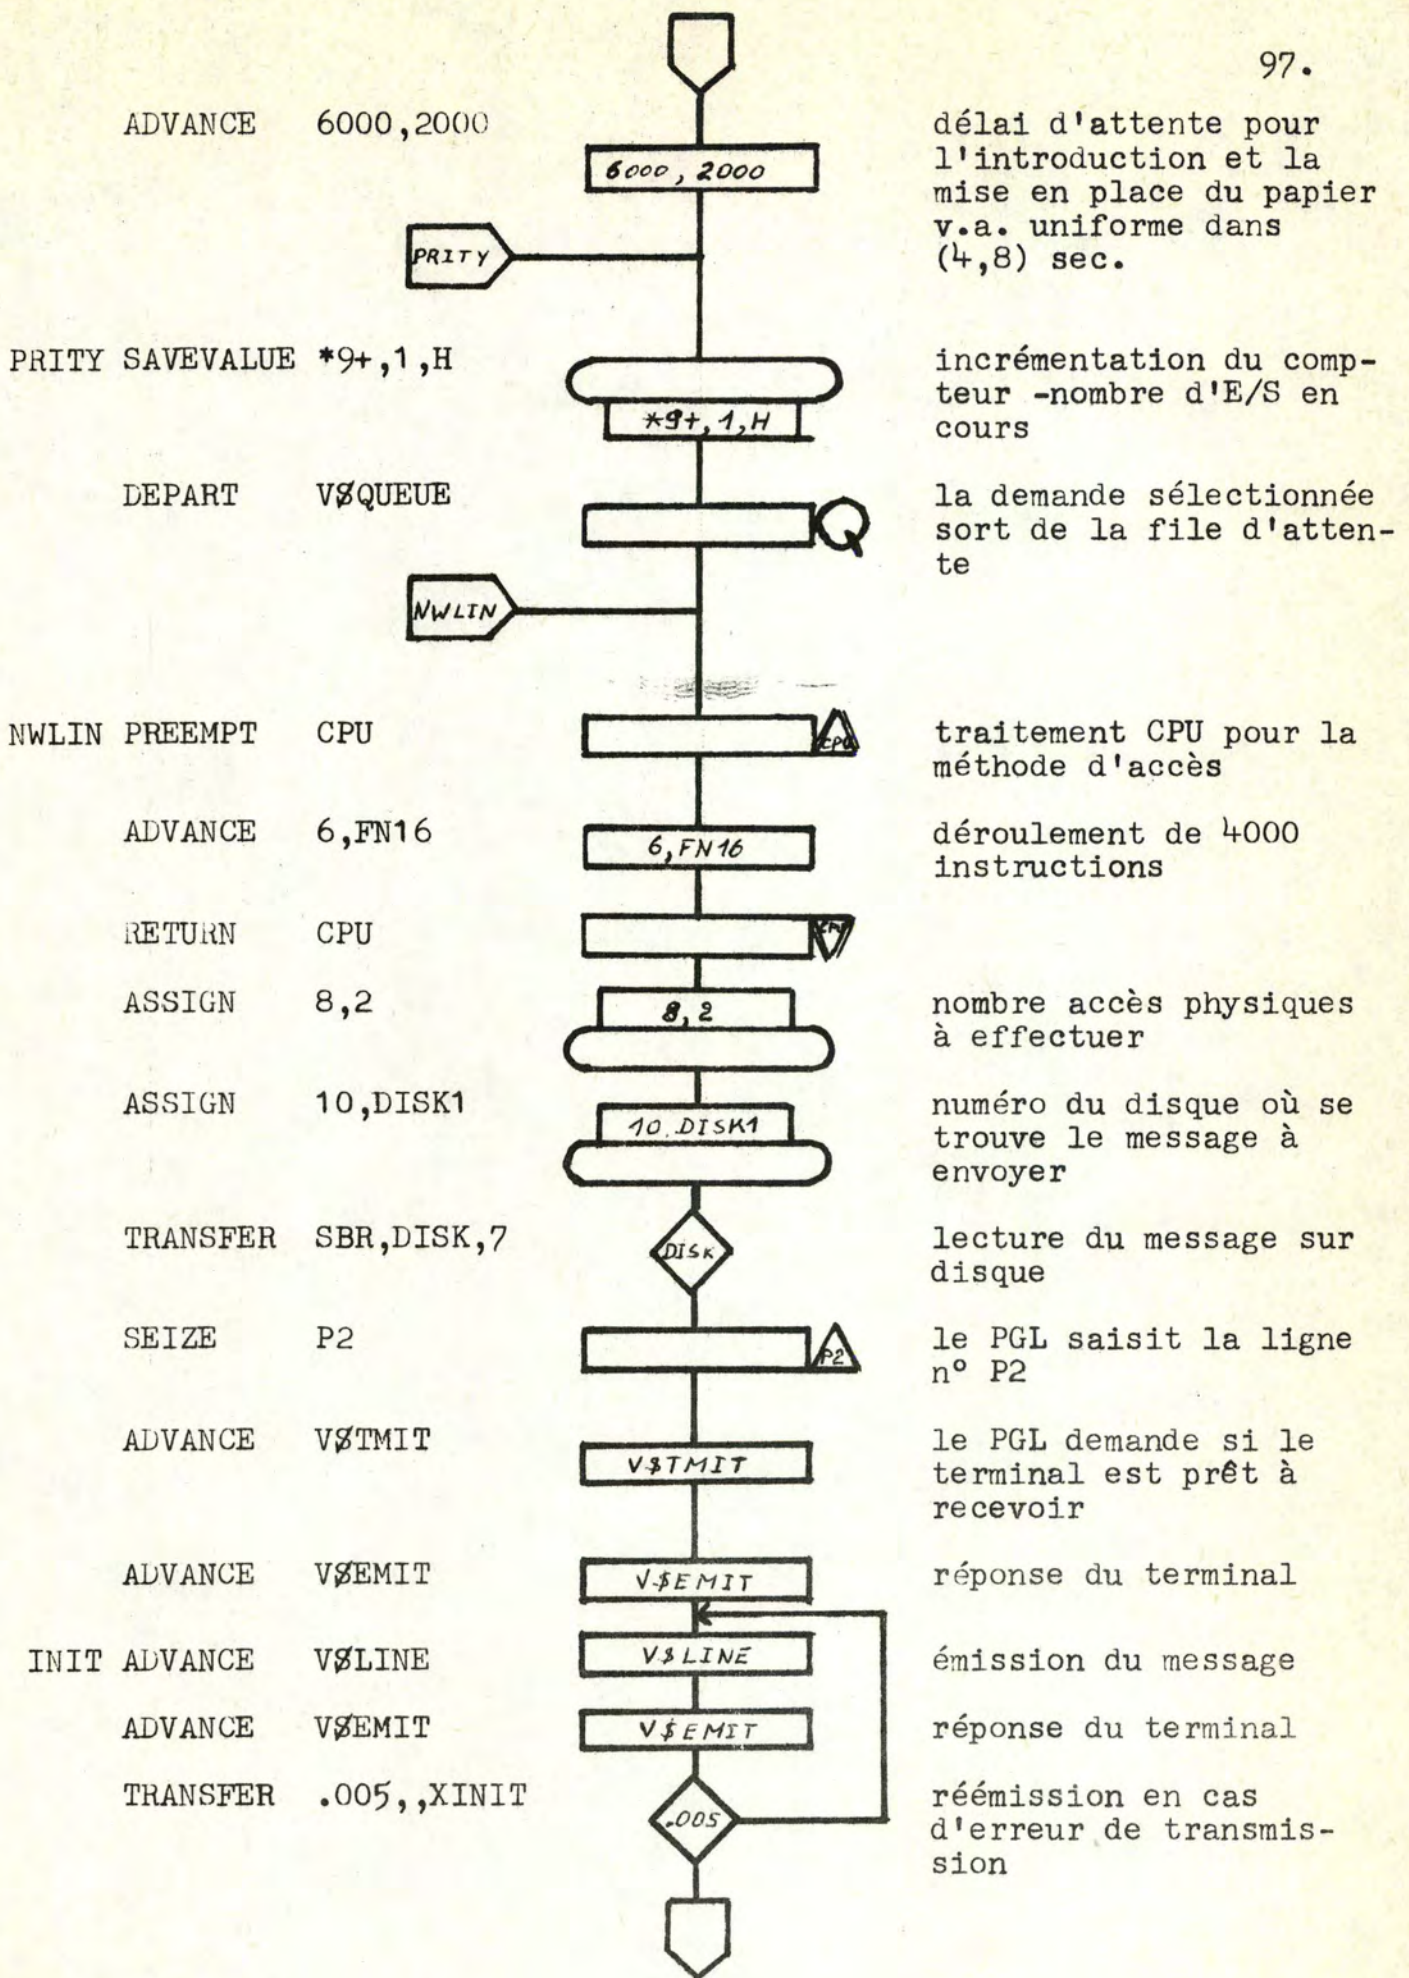 97.
ADVANCE 6000,2000
6000, 2000
délai d'attente pour
l'introduction et la
mise en place du papier
v.a. uniforme dans
(4,8) sec.
PRITY
PRITY SAVEVALUE *9+,1,H
*9+, 1, H
incrémentation du comp-
teur -nombre d'E/S en
cours
DEPART V$QUEUE
la demande sélectionnée
sort de la file d'atten-
te
NWLIN
NWLIN PREEMPT CPU
CPU
traitement CPU pour la
méthode d'accès
ADVANCE 6,FN16
6, FN16
déroulement de 4000
instructions
RETURN CPU
CPU
ASSIGN 8,2
8, 2
nombre accès physiques
à effectuer
ASSIGN 10,DISK1
10. DISK1
numéro du disque où se
trouve le message à
envoyer
TRANSFER SBR,DISK,7
DISK
lecture du message sur
disque
SEIZE P2
P2
le PGL saisit la ligne
n° P2
ADVANCE V$TMIT
V$TMIT
le PGL demande si le
terminal est prêt à
recevoir
ADVANCE V$EMIT
V$EMIT
réponse du terminal
INIT ADVANCE V$LINE
V$LINE
émission du message
ADVANCE V$EMIT
V$EMIT
réponse du terminal
TRANSFER .005,,XINIT
.005
réémission en cas
d'erreur de transmis-
sion